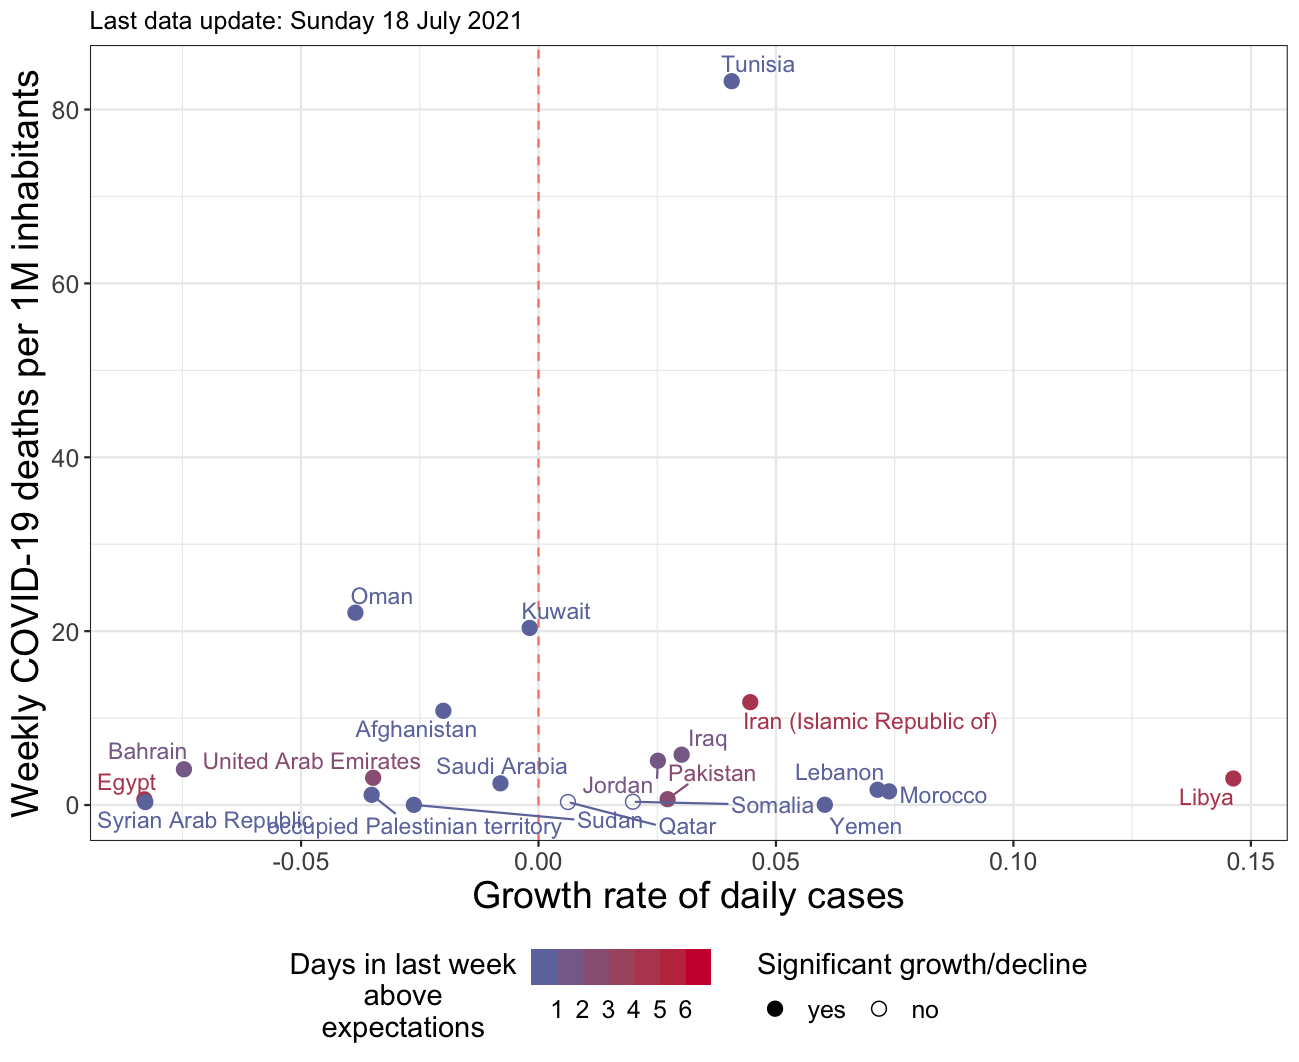 Last data update: Sunday 18 July 2021
Weekly COVID-19 deaths per 1M inhabitants
80
60
40
20
0
Tunisia
Oman
Kuwait
Afghanistan
Iran (Islamic Republic of)
Iraq
Bahrain
United Arab Emirates
Saudi Arabia
Jordan
Pakistan
Lebanon
Egypt
Morocco
Libya
Somalia
Syrian Arab Republic
occupied Palestinian territory
Sudan
Qatar
Yemen
-0.05
0.00
0.05
0.10
0.15
Growth rate of daily cases
Days in last week
above
expectations
1 2 3 4 5 6
Significant growth/decline
yes
no